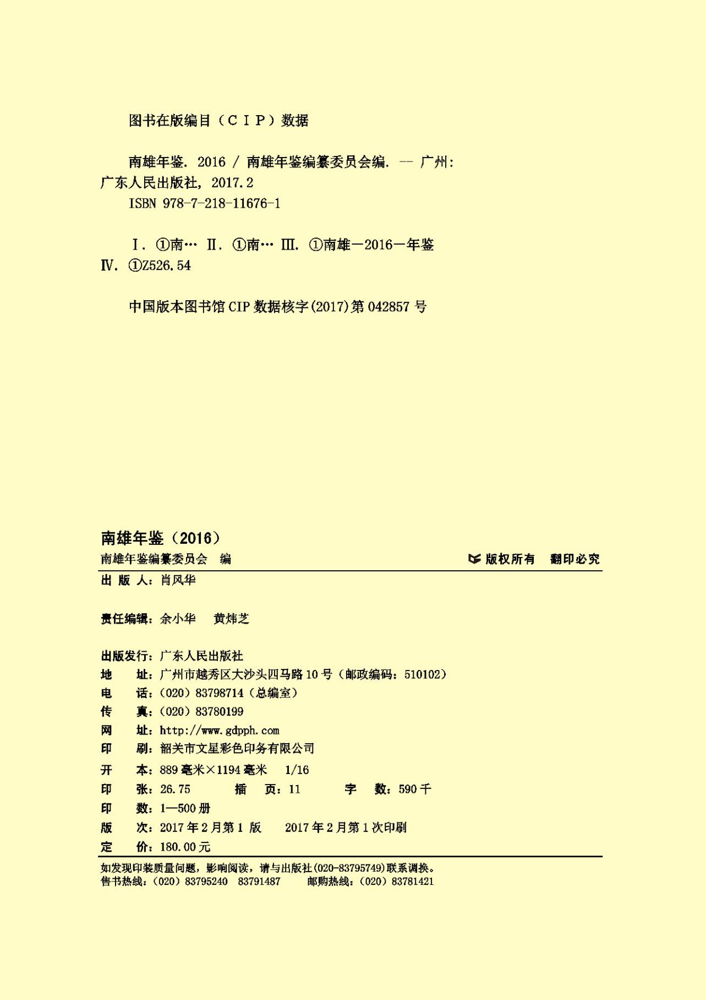 图书在版编目（ＣＩＰ）数据
南雄年鉴. 2016 / 南雄年鉴编纂委员会编. -- 广州:
广东人民出版社, 2017.2
ISBN 978-7-218-11676-1
Ⅰ. ①南… Ⅱ. ①南… Ⅲ. ①南雄－2016－年鉴
Ⅳ. ①Z526.54
中国版本图书馆 CIP 数据核字(2017)第 042857 号
南雄年鉴（2016）
南雄年鉴编纂委员会 编 版权所有 翻印必究
出 版 人：肖风华
责任编辑：余小华 黄炜芝
出版发行：广东人民出版社
地 址：广州市越秀区大沙头四马路 10 号（邮政编码：510102）
电 话：（020）83798714（总编室）
传 真：（020）83780199
网 址：http://www.gdpph.com
印 刷：韶关市文星彩色印务有限公司
开 本：889 毫米×1194 毫米 1/16
印 张：26.75 插 页：11 字 数：590 千
印 数：1—500 册
版 次：2017 年 2 月第 1 版 2017 年 2 月第 1 次印刷
定 价：180.00 元
如发现印装质量问题，影响阅读，请与出版社(020-83795749)联系调换。
售书热线：（020）83795240 83791487 邮购热线：（020）83781421